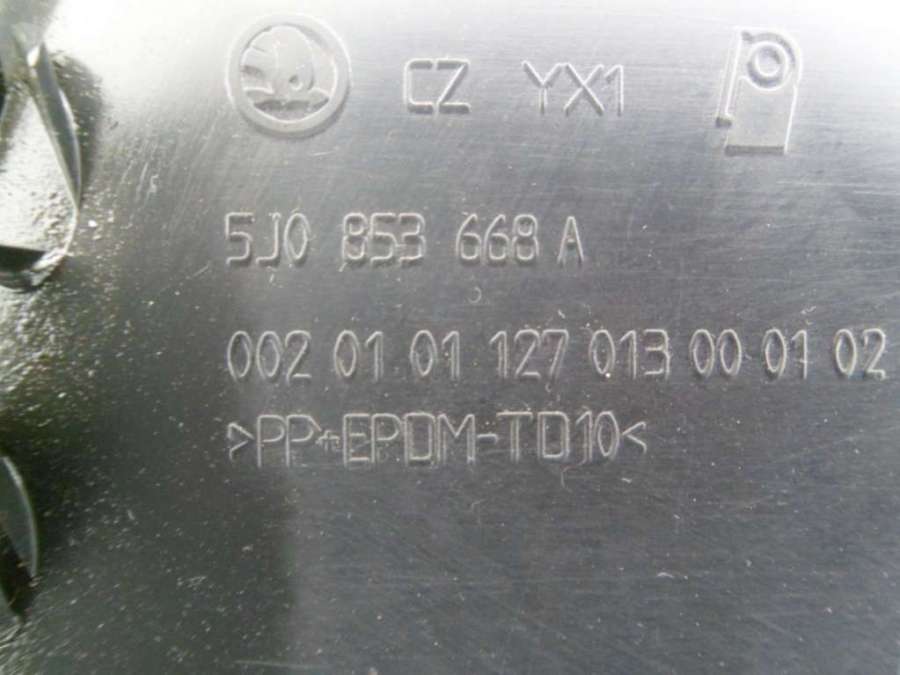 CZ YX1
5J0 853 668 A
002 01 01 127 013 00 01 02
>PP+EPDM-TD10<